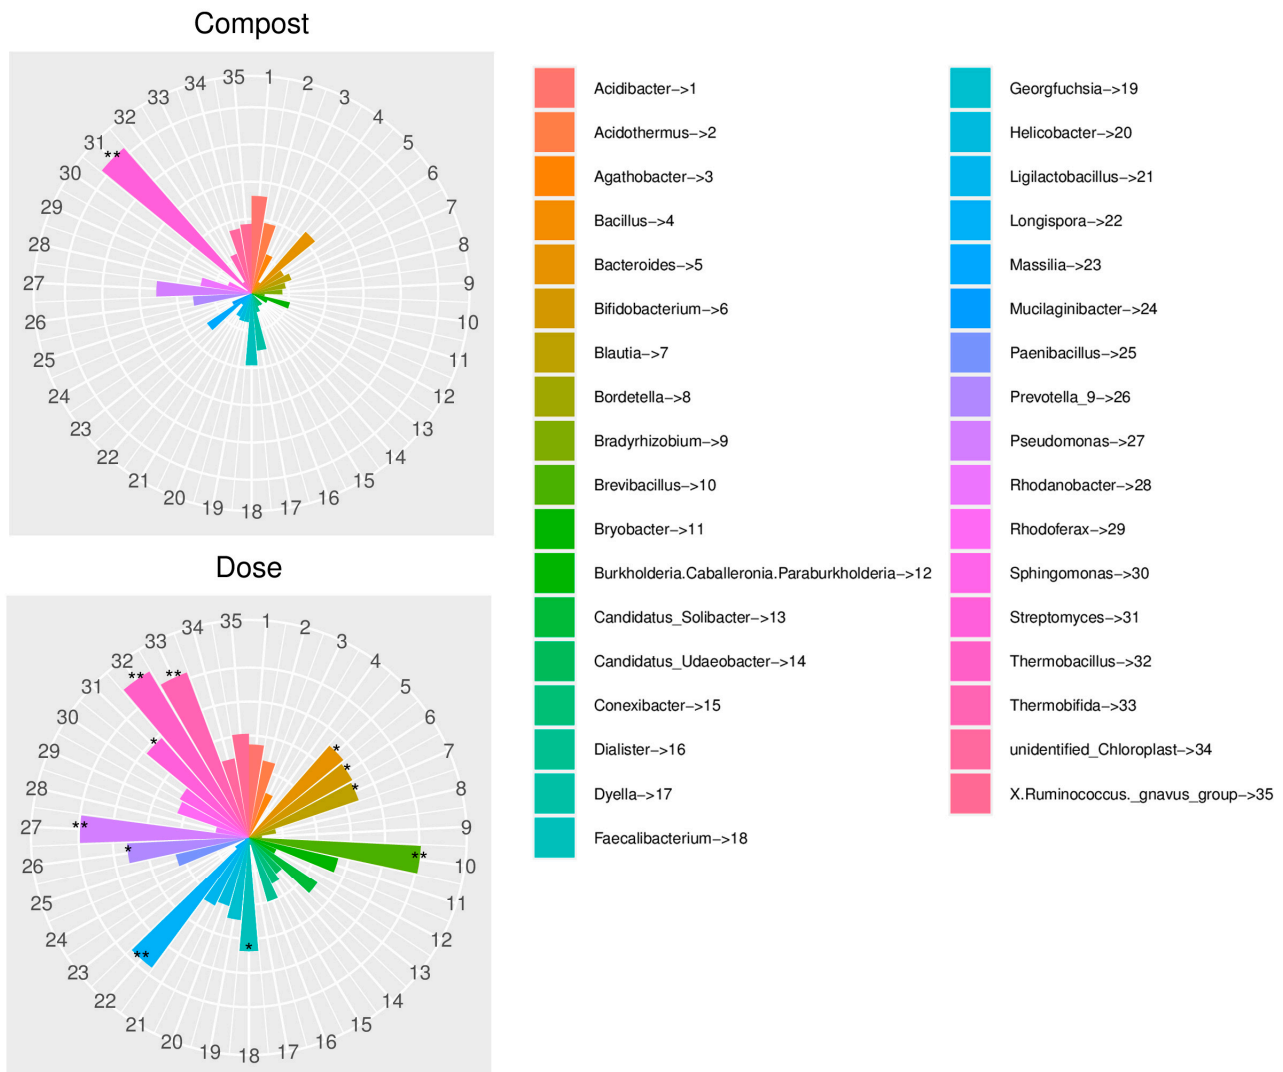 Compost
1
2
3
4
5
6
7
8
9
10
11
12
13
14
15
16
17
18
19
20
21
22
23
24
25
26
27
28
29
30
31
32
33
34
35
**
Dose
1
2
3
4
5
6
7
8
9
10
11
12
13
14
15
16
17
18
19
20
21
22
23
24
25
26
27
28
29
30
31
32
33
34
35
*
*
*
**
*
**
*
**
*
**
**
Acidibacter−>1
Acidothermus−>2
Agathobacter−>3
Bacillus−>4
Bacteroides−>5
Bifidobacterium−>6
Blautia−>7
Bordetella−>8
Bradyrhizobium−>9
Brevibacillus−>10
Bryobacter−>11
Burkholderia.Caballeronia.Paraburkholderia−>12
Candidatus_Solibacter−>13
Candidatus_Udaeobacter−>14
Conexibacter−>15
Dialister−>16
Dyella−>17
Faecalibacterium−>18
Georgfuchsia−>19
Helicobacter−>20
Ligilactobacillus−>21
Longispora−>22
Massilia−>23
Mucilaginibacter−>24
Paenibacillus−>25
Prevotella_9−>26
Pseudomonas−>27
Rhodanobacter−>28
Rhodoferax−>29
Sphingomonas−>30
Streptomyces−>31
Thermobacillus−>32
Thermobifida−>33
unidentified_Chloroplast−>34
X.Ruminococcus._gnavus_group−>35